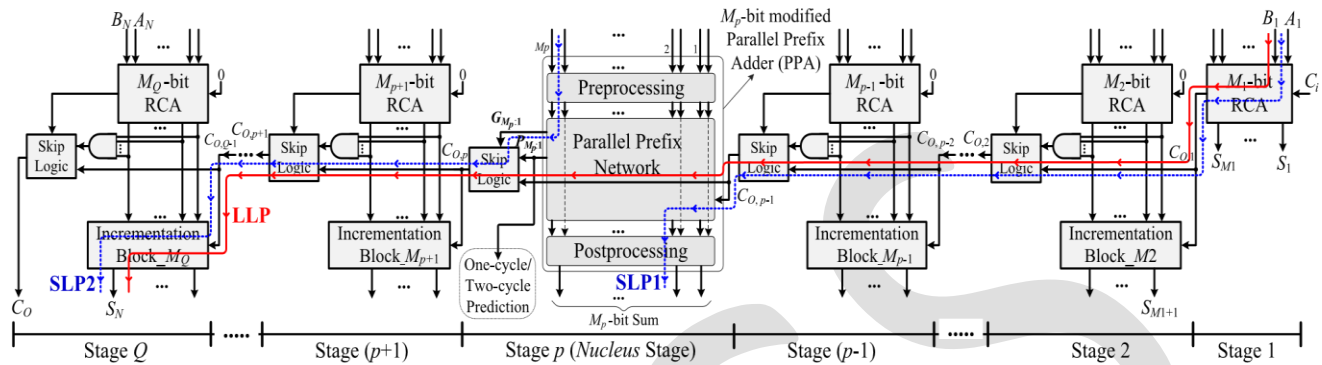 B_N A_N
...
M_Q-bit
RCA
0
...
Skip
Logic
C_{O,Q-1}
...
LLP
Incrementation
Block_M_Q
SLP2
C_O
S_N
...
...
M_{p+1}-bit
RCA
0
...
C_{O,p+1}
Skip
Logic
...
Incrementation
Block_M_{p+1}
...
M_p
...
2
1
M_p-bit modified
Parallel Prefix
Adder (PPA)
Preprocessing
...
G_{Mp:1}
P_{Mp:1}
C_{O,p}
Skip
Logic
Parallel Prefix
Network
C_{O,p-1}
...
Postprocessing
SLP1
One-cycle/
Two-cycle
Prediction
...
M_p-bit Sum
...
M_{p-1}-bit
RCA
0
...
Skip
Logic
C_{O,p-2}
...
...
Incrementation
Block_M_{p-1}
...
...
M_2-bit
RCA
0
...
C_{O,2}
Skip
Logic
...
Incrementation
Block_M2
...
S_{M1+1}
B_1 A_1
...
M_1-bit
RCA
C_i
C_{O,1}
...
S_{M1}
S_1
Stage Q
.....
Stage (p+1)
Stage p (Nucleus Stage)
Stage (p-1)
.....
Stage 2
Stage 1